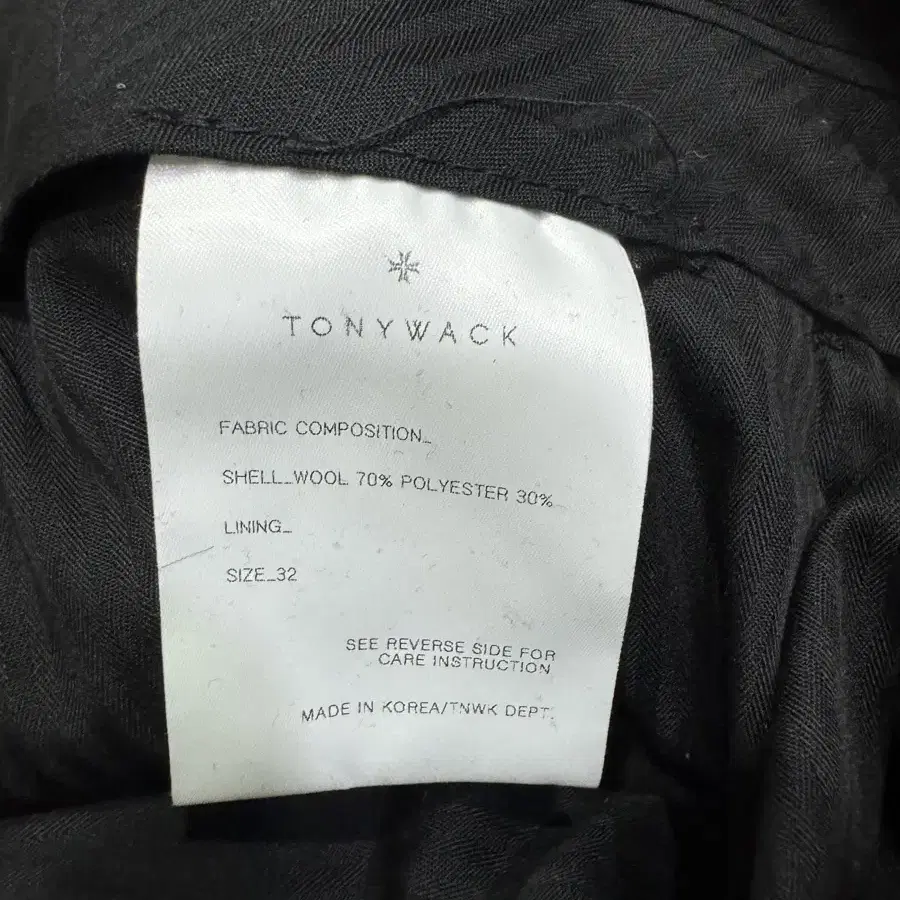 TONYWACK
FABRIC COMPOSITION_
SHELL_WOOL 70% POLYESTER 30%
LINING_
SIZE_32
SEE REVERSE SIDE FOR
CARE INSTRUCTION
MADE IN KOREA/TNWK DEPT.